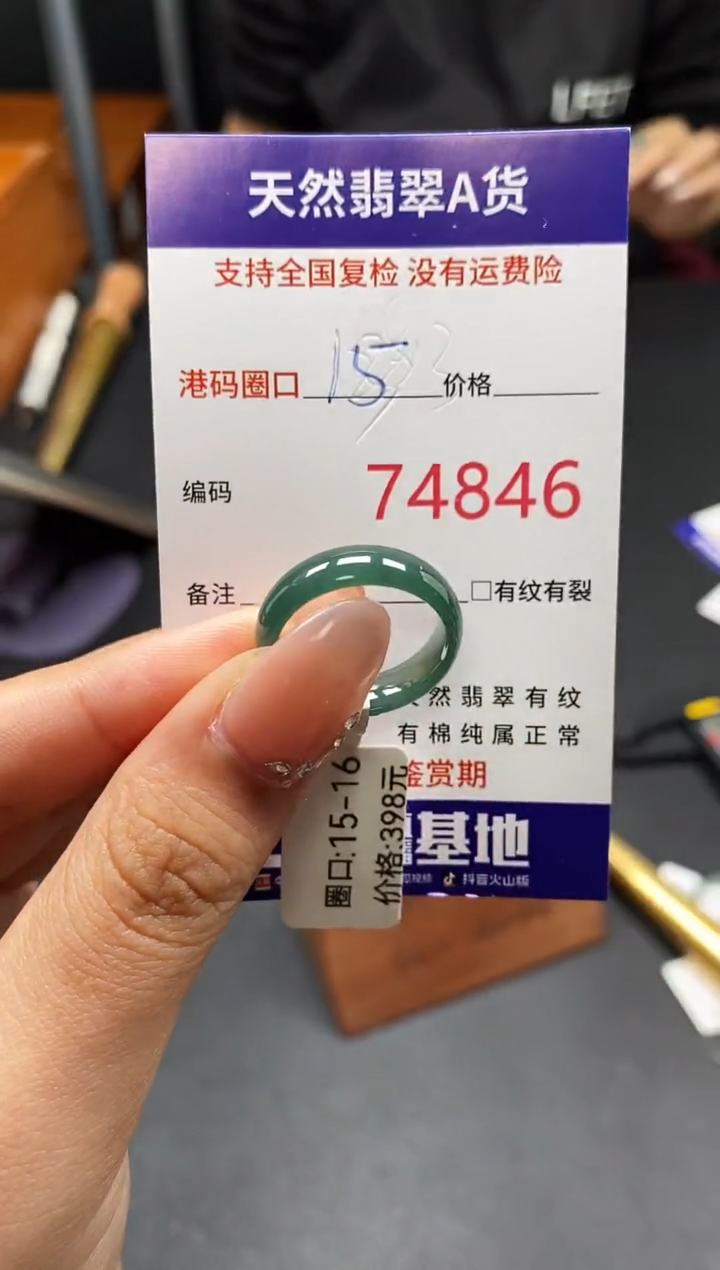 天然翡翠A货
支持全国复检 没有运费险
港码圈口 15 价格
编码 74846
备注 □有纹有裂
然翡翠有纹
有棉纯属正常
鉴赏期
基地
抖音火山版
圈口:15-16
价格:398元